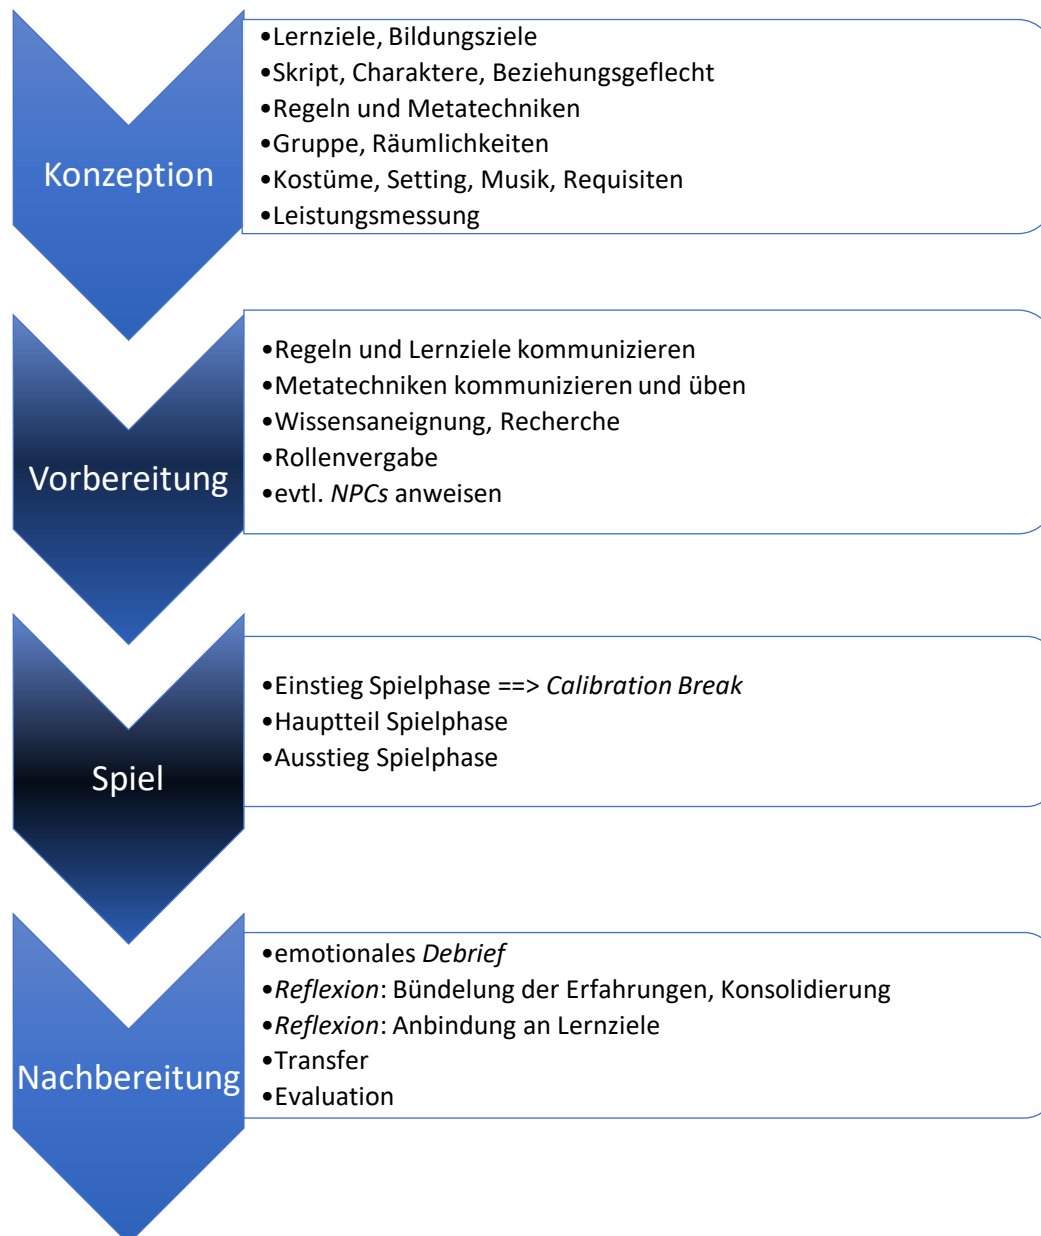 Konzeption
•Lernziele, Bildungsziele
•Skript, Charaktere, Beziehungsgeflecht
•Regeln und Metatechniken
•Gruppe, Räumlichkeiten
•Kostüme, Setting, Musik, Requisiten
•Leistungsmessung
Vorbereitung
•Regeln und Lernziele kommunizieren
•Metatechniken kommunizieren und üben
•Wissensaneignung, Recherche
•Rollenvergabe
•evtl. NPCs anweisen
Spiel
•Einstieg Spielphase ==> Calibration Break
•Hauptteil Spielphase
•Ausstieg Spielphase
Nachbereitung
•emotionales Debrief
•Reflexion: Bündelung der Erfahrungen, Konsolidierung
•Reflexion: Anbindung an Lernziele
•Transfer
•Evaluation